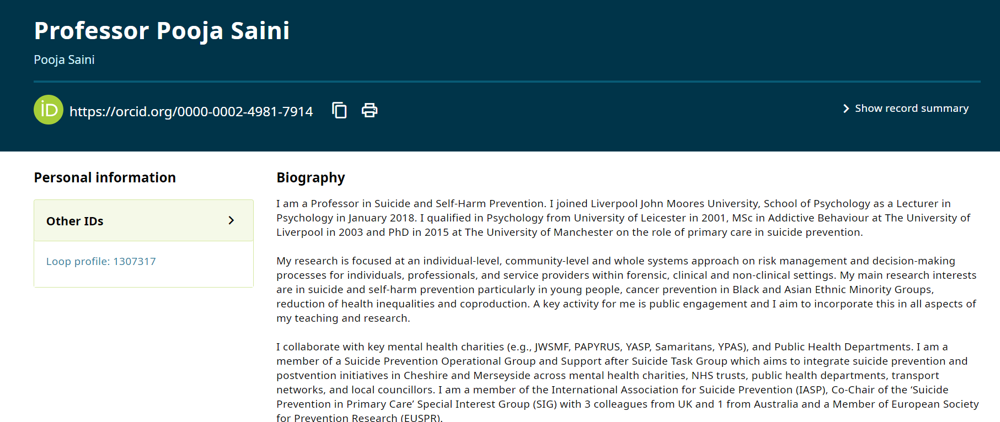 Professor Pooja Saini
Pooja Saini
iD https://orcid.org/0000-0002-4981-7914
Show record summary
Personal information
Other IDs
Loop profile: 1307317
Biography
I am a Professor in Suicide and Self-Harm Prevention. I joined Liverpool John Moores University, School of Psychology as a Lecturer in
Psychology in January 2018. I qualified in Psychology from University of Leicester in 2001, MSc in Addictive Behaviour at The University of
Liverpool in 2003 and PhD in 2015 at The University of Manchester on the role of primary care in suicide prevention.
My research is focused at an individual-level, community-level and whole systems approach on risk management and decision-making
processes for individuals, professionals, and service providers within forensic, clinical and non-clinical settings. My main research interests
are in suicide and self-harm prevention particularly in young people, cancer prevention in Black and Asian Ethnic Minority Groups,
reduction of health inequalities and coproduction. A key activity for me is public engagement and I aim to incorporate this in all aspects of
my teaching and research.
I collaborate with key mental health charities (e.g., JWSMF, PAPYRUS, YASP, Samaritans, YPAS), and Public Health Departments. I am a
member of a Suicide Prevention Operational Group and Support after Suicide Task Group which aims to integrate suicide prevention and
postvention initiatives in Cheshire and Merseyside across mental health charities, NHS trusts, public health departments, transport
networks, and local councillors. I am a member of the International Association for Suicide Prevention (IASP), Co-Chair of the ‘Suicide
Prevention in Primary Care’ Special Interest Group (SIG) with 3 colleagues from UK and 1 from Australia and a Member of European Society
for Prevention Research (EUSPR).